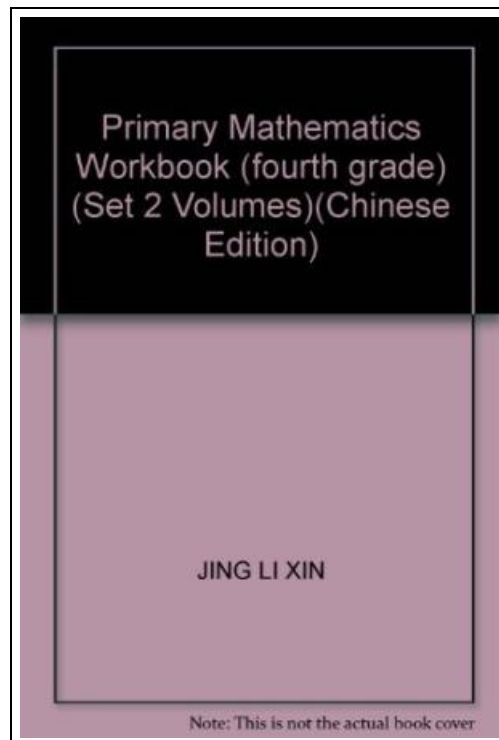 Primary Mathematics
Workbook (fourth grade)
(Set 2 Volumes)(Chinese
Edition)
JING LI XIN
Note: This is not the actual book cover